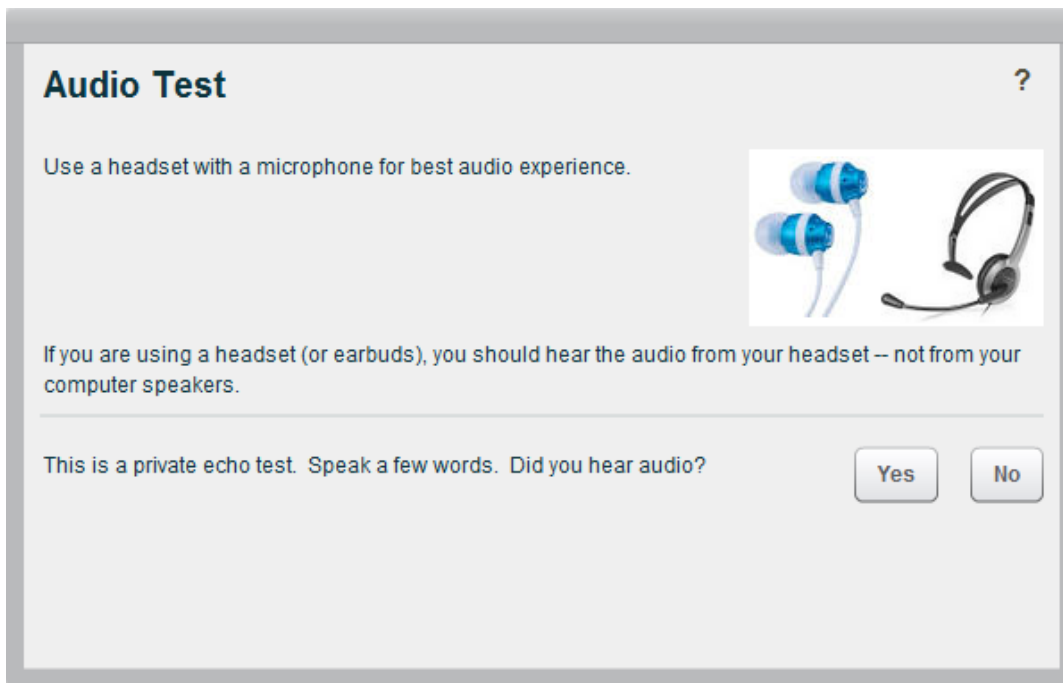 Audio Test
?
Use a headset with a microphone for best audio experience.
If you are using a headset (or earbuds), you should hear the audio from your headset -- not from your
computer speakers.
This is a private echo test.  Speak a few words.  Did you hear audio?
Yes
No